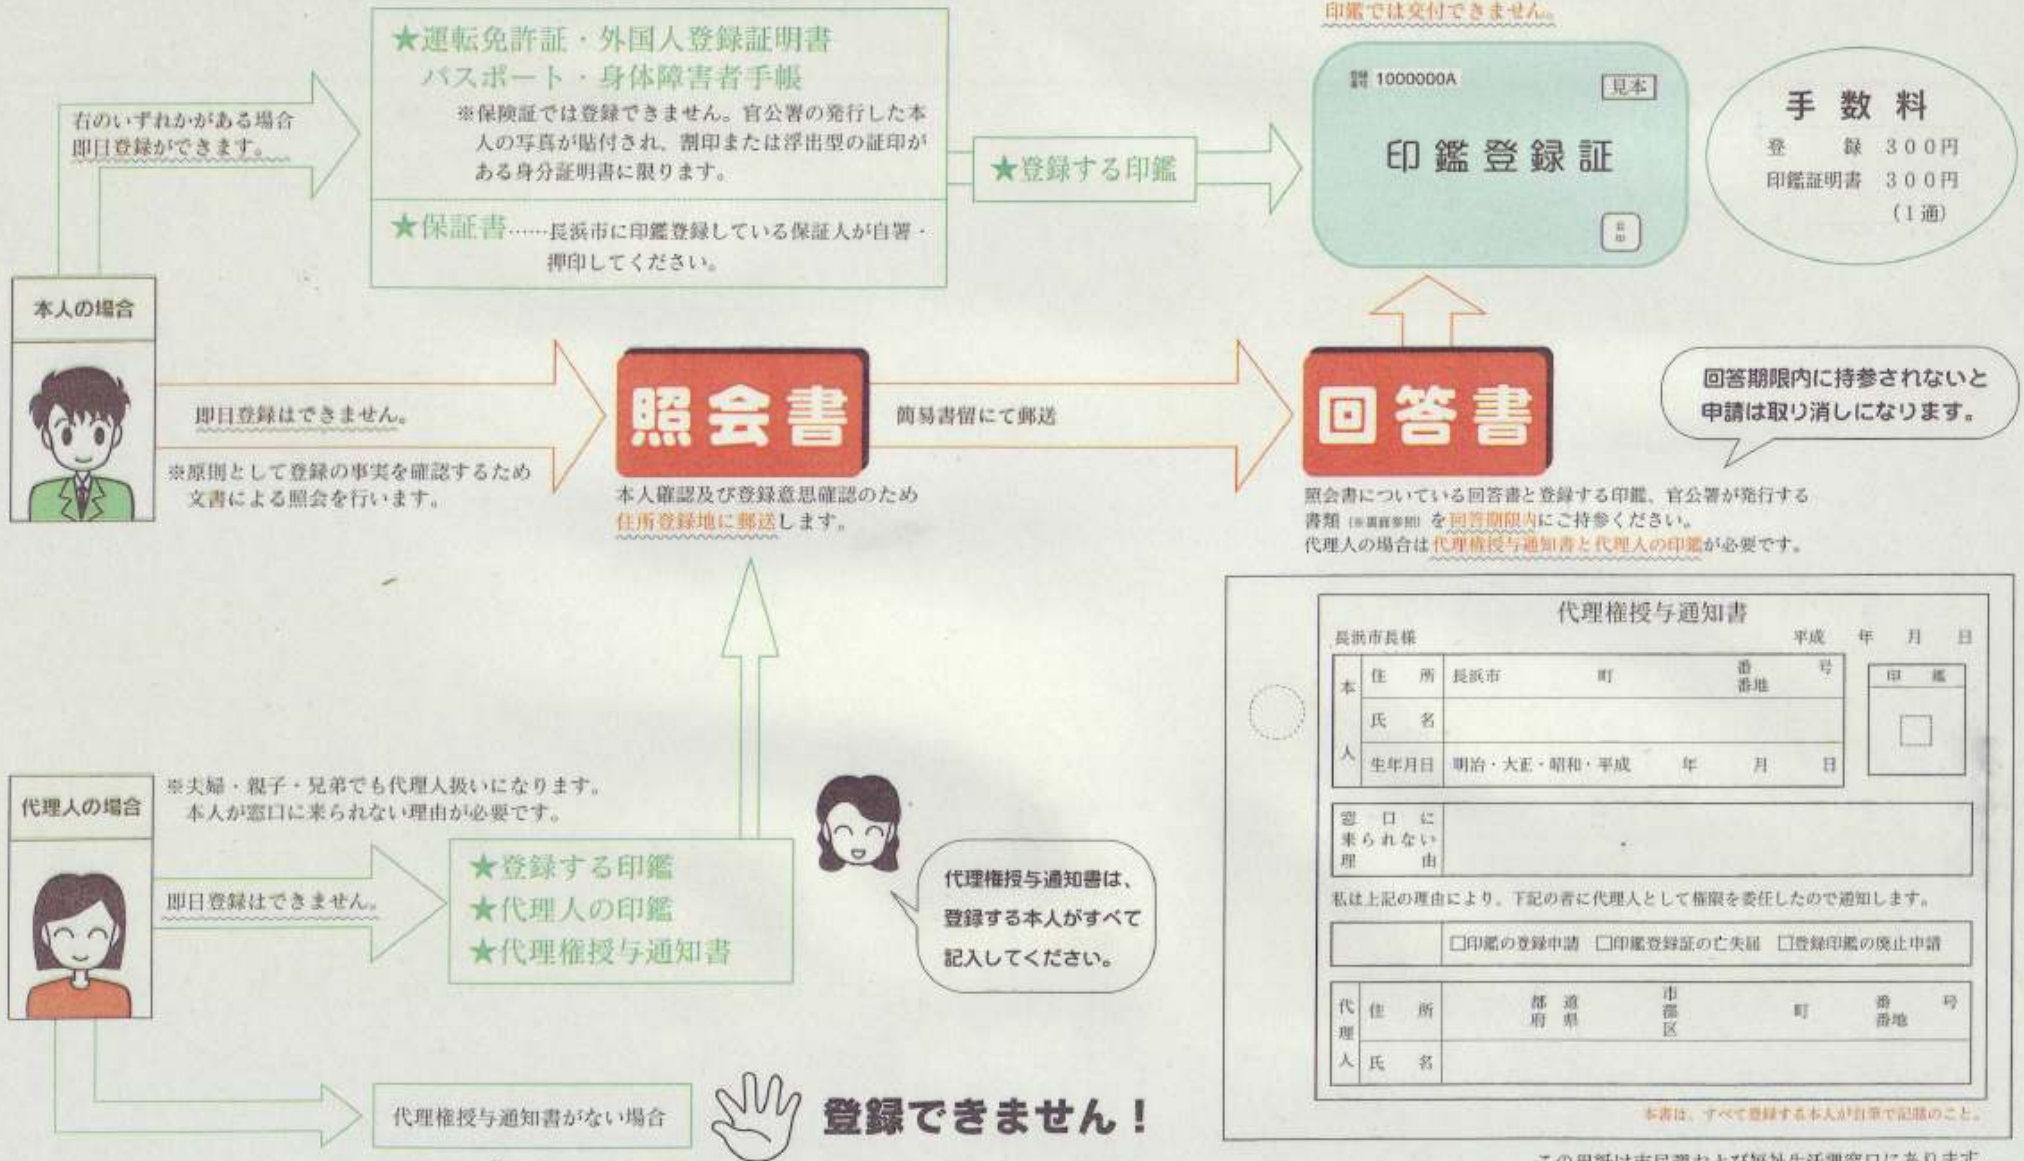 印鑑では交付できません。
★運転免許証・外国人登録証明書
パスポート・身体障害者手帳
※保険証では登録できません。官公署の発行した本
人の写真が貼付され、割印または浮出型の証印が
ある身分証明書に限ります。
★保証書……長浜市に印鑑登録している保証人が自署・
押印してください。
右のいずれかがある場合
即日登録ができます。
★登録する印鑑
登録番号 1000000A
見本
印鑑登録証
手数料
登録 300円
印鑑証明書 300円
(1通)
本人の場合
即日登録はできません。
※原則として登録の事実を確認するため
文書による照会を行います。
照会書
本人確認及び登録意思確認のため
住所登録地に郵送します。
簡易書留にて郵送
回答書
回答期限内に持参されないと
申請は取り消しになります。
照会書についている回答書と登録する印鑑、官公署が発行する
書類(※裏面参照)を回答期限内にご持参ください。
代理人の場合は代理権授与通知書と代理人の印鑑が必要です。
代理人の場合
※夫婦・親子・兄弟でも代理人扱いになります。
本人が窓口に来られない理由が必要です。
即日登録はできません。
★登録する印鑑
★代理人の印鑑
★代理権授与通知書
代理権授与通知書は、
登録する本人がすべて
記入してください。
代理権授与通知書がない場合
登録できません!
代理権授与通知書
長浜市長様 平成 年 月 日
本人
住所 長浜市 町 番 番地 号
氏名
生年月日 明治・大正・昭和・平成 年 月 日
印鑑
窓口に
来られない
理由
私は上記の理由により、下記の者に代理人として権限を委任したので通知します。
□印鑑の登録申請 □印鑑登録証の亡失届 □登録印鑑の廃止申請
代理人
住所 都道府県 市郡区 町 番 番地 号
氏名
本書は、すべて登録する本人が自筆で記載のこと。
この用紙は市民課および福祉生活課窓口にあります